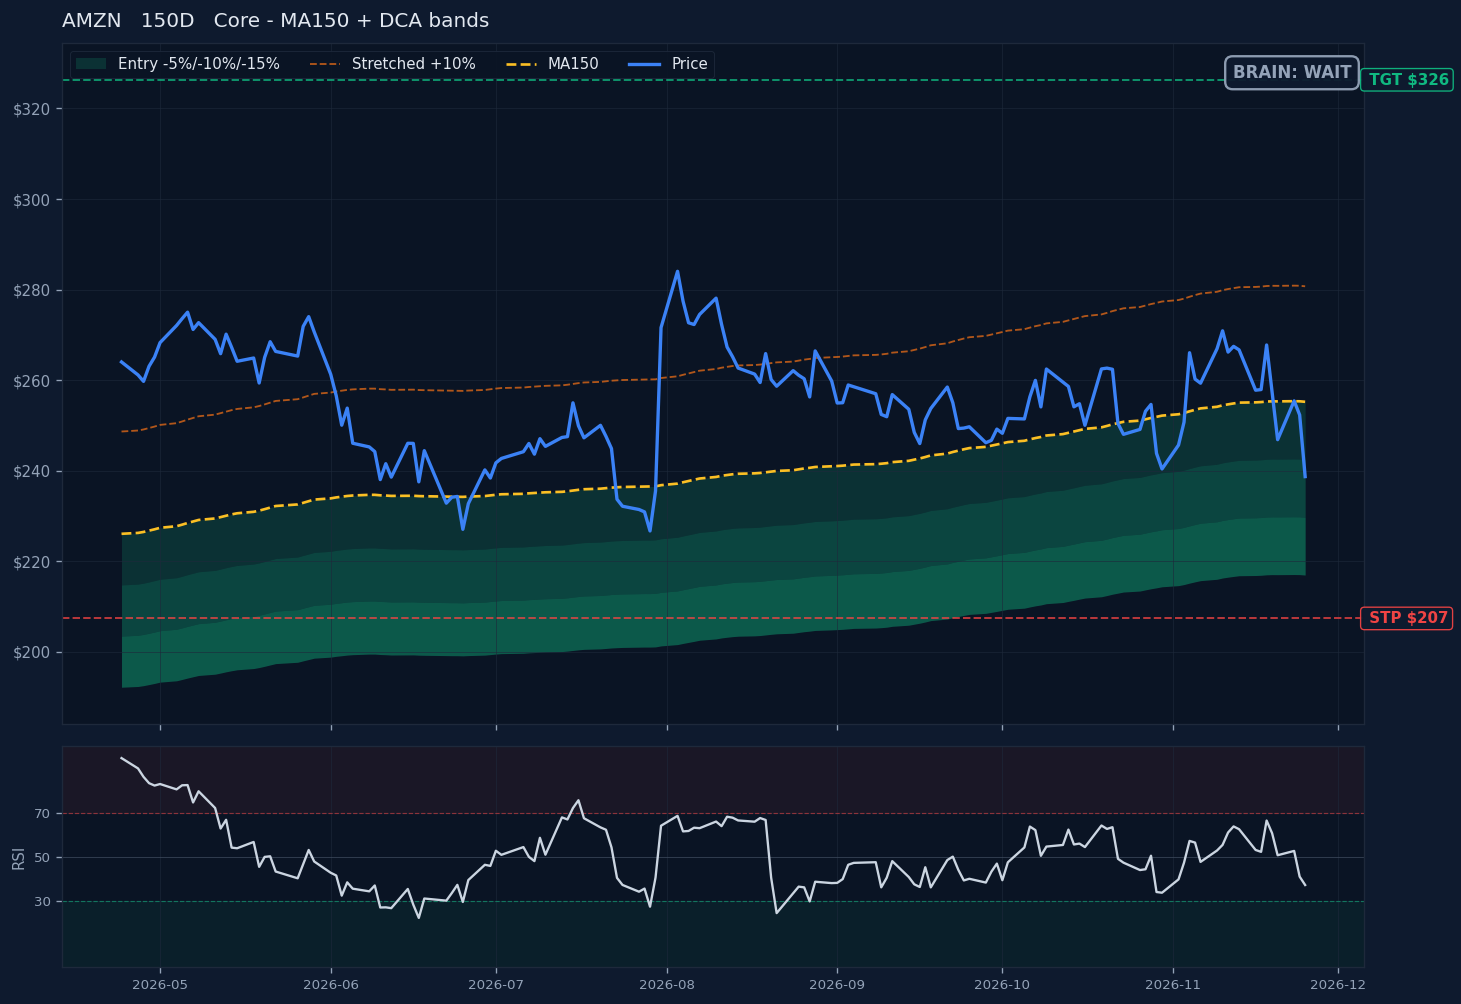 AMZN 150D Core - MA150 + DCA bands
Entry -5%/-10%/-15% Stretched +10% MA150 Price
BRAIN: WAIT
TGT $326
$320
$300
$280
$260
$240
$220
STP $207
$200
RSI
70
50
30
2026-05 2026-06 2026-07 2026-08 2026-09 2026-10 2026-11 2026-12